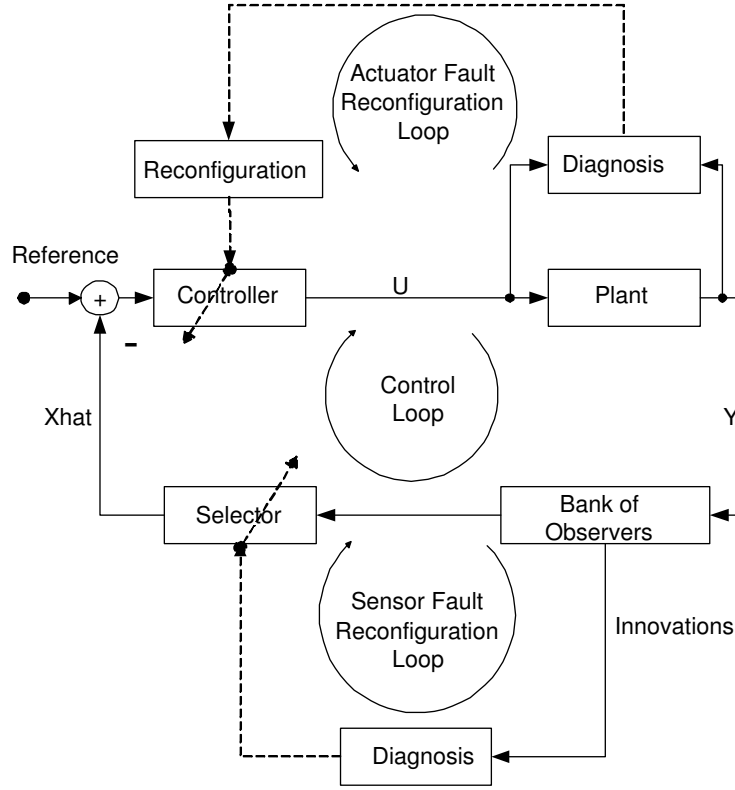 Actuator Fault
Reconfiguration
Loop
Reconfiguration
Diagnosis
Reference
+
Controller
U
Plant
-
Control
Loop
Xhat
Y
Selector
Bank of
Observers
Sensor Fault
Reconfiguration
Loop
Innovations
Diagnosis